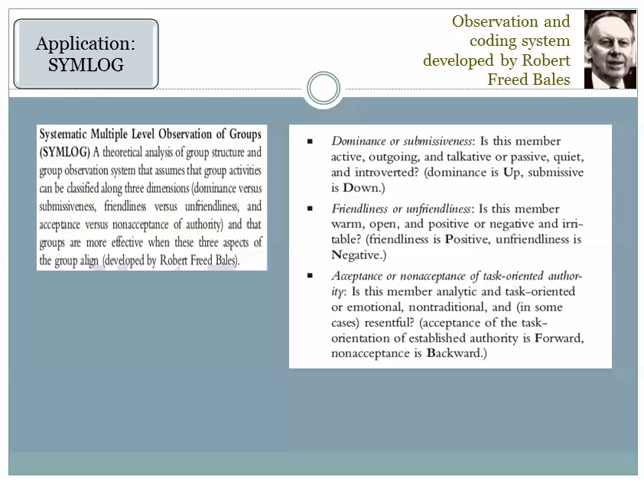 Application:
SYMLOG
Observation and
coding system
developed by Robert
Freed Bales
Systematic Multiple Level Observation of Groups
(SYMLOG) A theoretical analysis of group structure and
group observation system that assumes that group activities
can be classified along three dimensions (dominance versus
submissiveness, friendliness versus unfriendliness, and
acceptance versus nonacceptance of authority) and that
groups are more effective when these three aspects of
the group align (developed by Robert Freed Bales).
▪ Dominance or submissiveness: Is this member
active, outgoing, and talkative or passive, quiet,
and introverted? (dominance is Up, submissive
is Down.)
▪ Friendliness or unfriendliness: Is this member
warm, open, and positive or negative and irri-
table? (friendliness is Positive, unfriendliness is
Negative.)
▪ Acceptance or nonacceptance of task-oriented author-
ity: Is this member analytic and task-oriented
or emotional, nontraditional, and (in some
cases) resentful? (acceptance of the task-
orientation of established authority is Forward,
nonacceptance is Backward.)